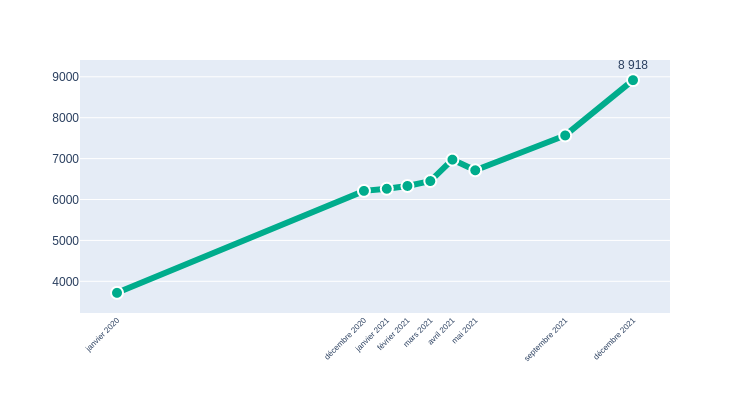 8 918
9000
8000
7000
6000
5000
4000
janvier 2020
décembre 2020
janvier 2021
février 2021
mars 2021
avril 2021
mai 2021
septembre 2021
décembre 2021